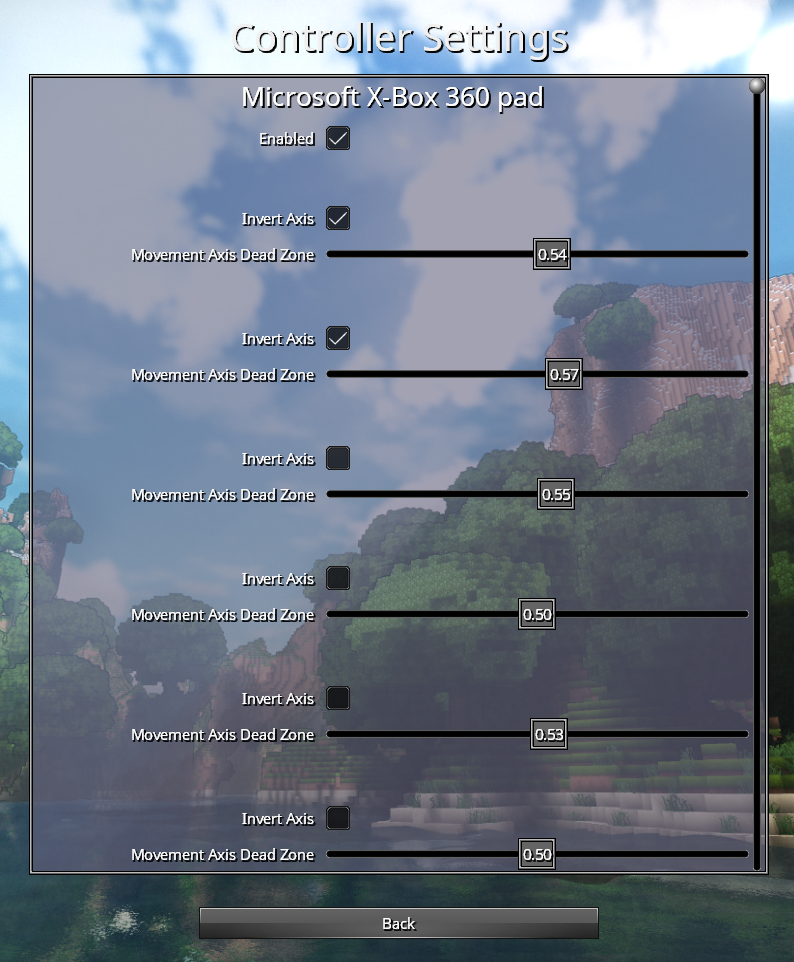 Controller Settings
Microsoft X-Box 360 pad
Enabled
Invert Axis
Movement Axis Dead Zone 0.54
Invert Axis
Movement Axis Dead Zone 0.57
Invert Axis
Movement Axis Dead Zone 0.55
Invert Axis
Movement Axis Dead Zone 0.50
Invert Axis
Movement Axis Dead Zone 0.53
Invert Axis
Movement Axis Dead Zone 0.50
Back